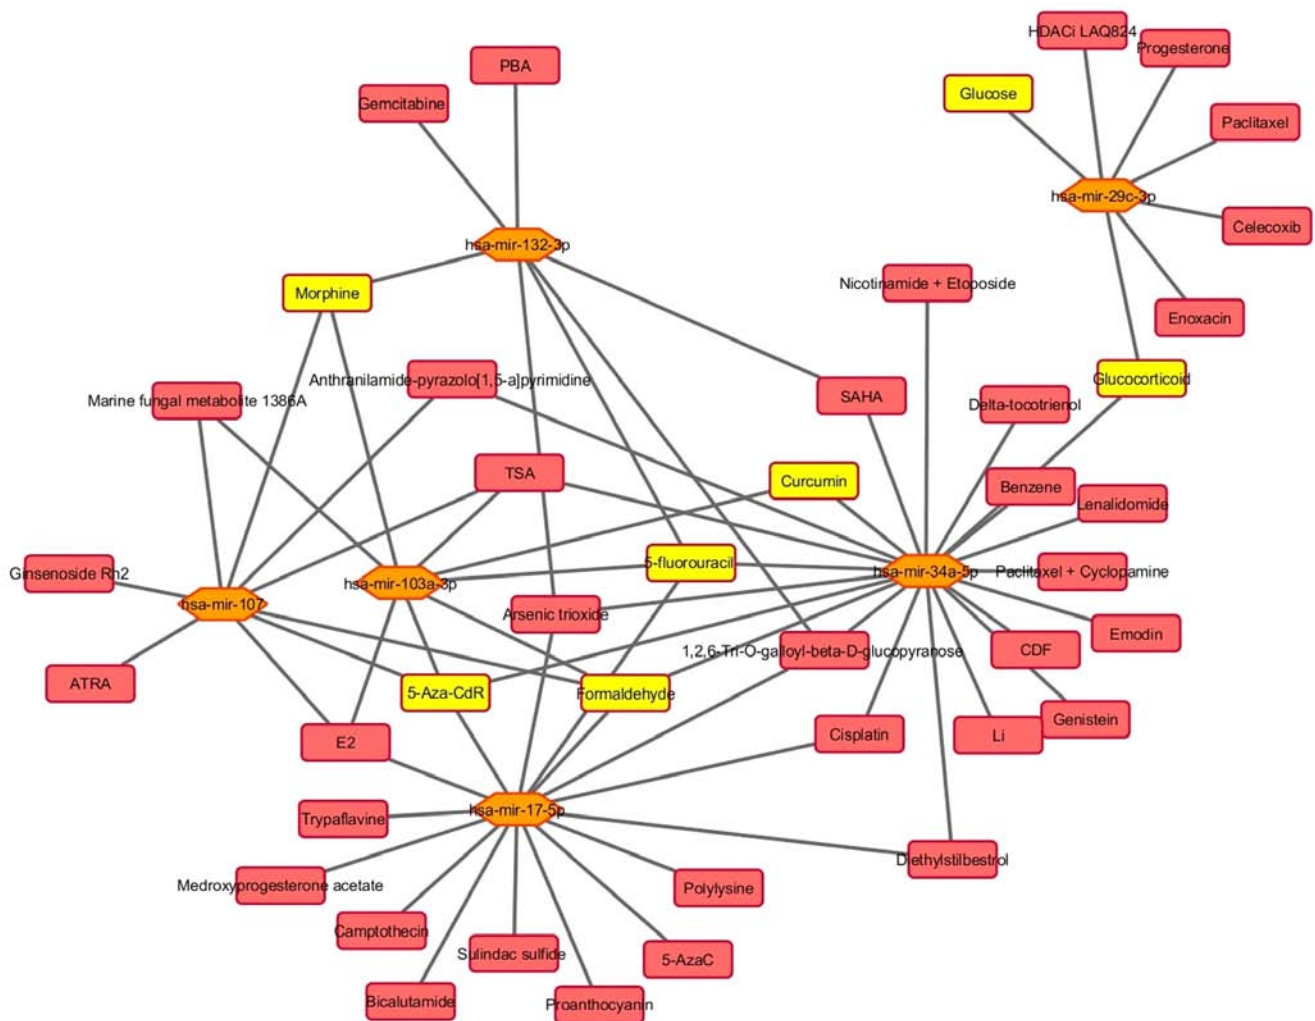 HDACi LAQ824
Progesterone
PBA
Glucose
Gemcitabine
Paclitaxel
hsa-mir-29c-3p
Celecoxib
hsa-mir-132-3p
Nicotinamide + Etoposide
Morphine
Enoxacin
Anthranilamide-pyrazolo[1,5-a]pyrimidine
Glucocorticoid
SAHA
Marine fungal metabolite 1386A
Delta-tocotrienol
TSA
Curcumin
Benzene
Lenalidomide
5-fluorouracil
Ginsenoside Rh2
hsa-mir-103a-3p
hsa-mir-34a-5p
Paclitaxel + Cyclopamine
hsa-mir-107
Arsenic trioxide
Emodin
1,2,6-Tri-O-galloyl-beta-D-glucopyranose
CDF
ATRA
5-Aza-CdR
Formaldehyde
Genistein
Cisplatin
Li
E2
hsa-mir-17-5p
Trypaflavine
Diethylstilbestrol
Medroxyprogesterone acetate
Polylysine
Camptothecin
Sulindac sulfide
5-AzaC
Bicalutamide
Proanthocyanin